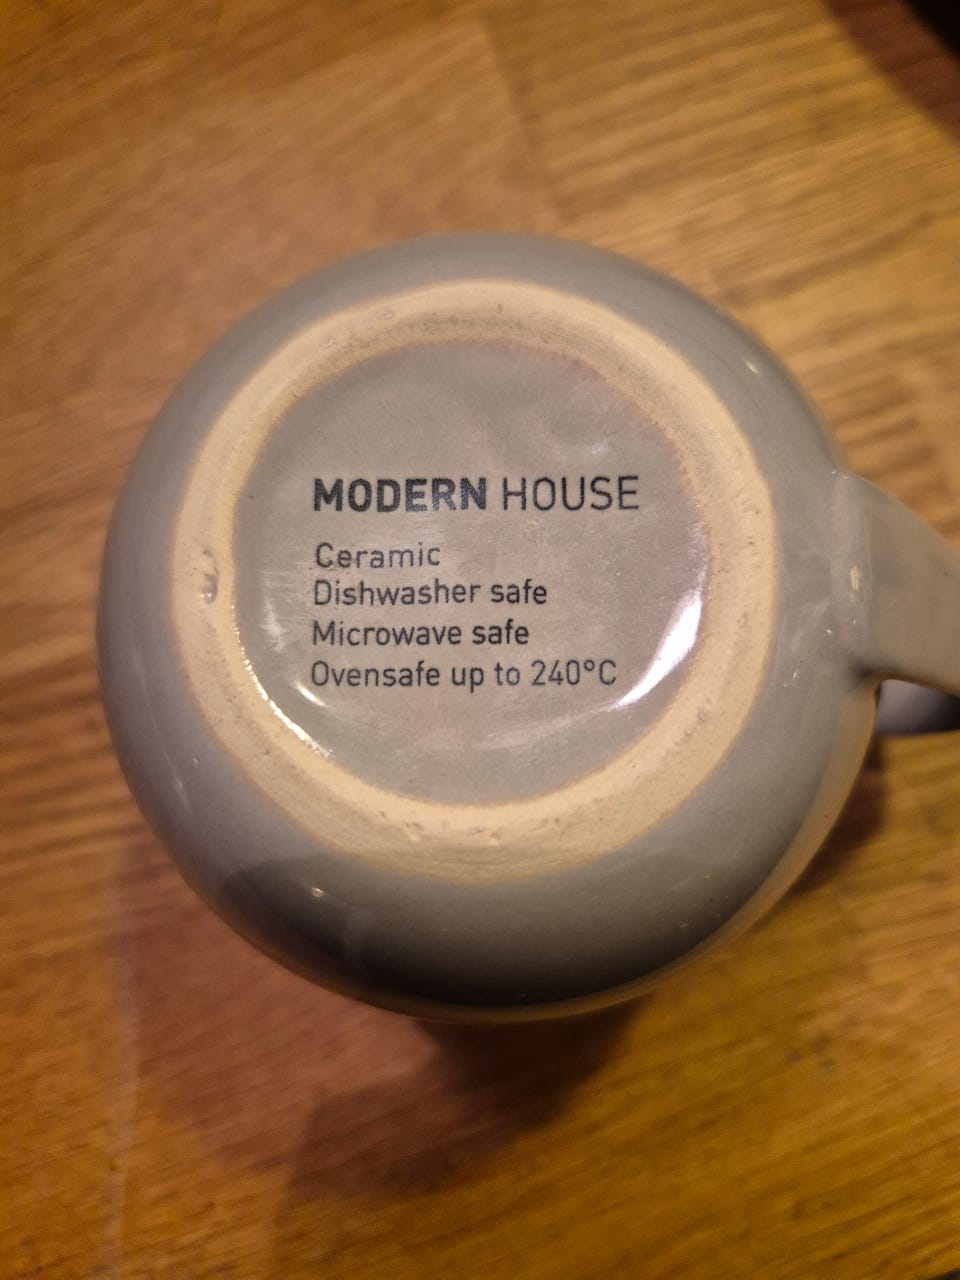 MODERN HOUSE
Ceramic
Dishwasher safe
Microwave safe
Ovensafe up to 240°C